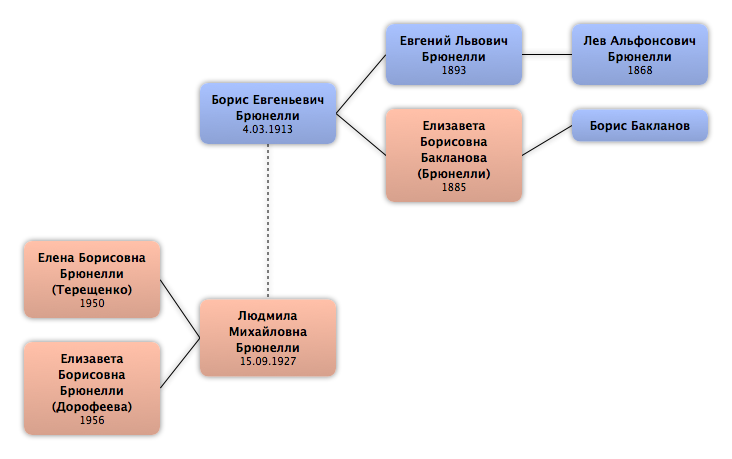 Евгений Львович
Брюнелли
1893
Лев Альфонсович
Брюнелли
1868
Борис Евгеньевич
Брюнелли
4.03.1913
Елизавета
Борисовна
Бакланова
(Брюнелли)
1885
Борис Бакланов
Елена Борисовна
Брюнелли
(Терещенко)
1950
Людмила
Михайловна
Брюнелли
15.09.1927
Елизавета
Борисовна
Брюнелли
(Дорофеева)
1956